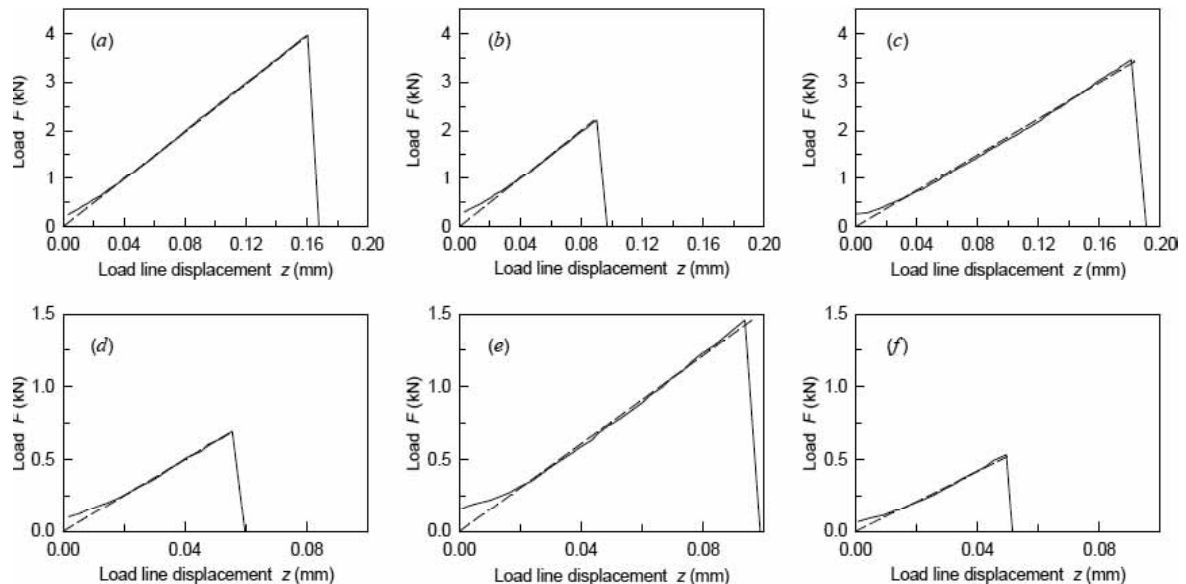 4
3
2
1
0
Load F (kN)
(a)
0.00 0.04 0.08 0.12 0.16 0.20
Load line displacement z (mm)
4
3
2
1
0
Load F (kN)
(b)
0.00 0.04 0.08 0.12 0.16 0.20
Load line displacement z (mm)
4
3
2
1
0
Load F (kN)
(c)
0.00 0.04 0.08 0.12 0.16 0.20
Load line displacement z (mm)
1.5
1.0
0.5
0.0
Load F (kN)
(d)
0.00 0.04 0.08
Load line displacement z (mm)
1.5
1.0
0.5
0.0
Load F (kN)
(e)
0.00 0.04 0.08
Load line displacement z (mm)
1.5
1.0
0.5
0.0
Load F (kN)
(f)
0.00 0.04 0.08
Load line displacement z (mm)